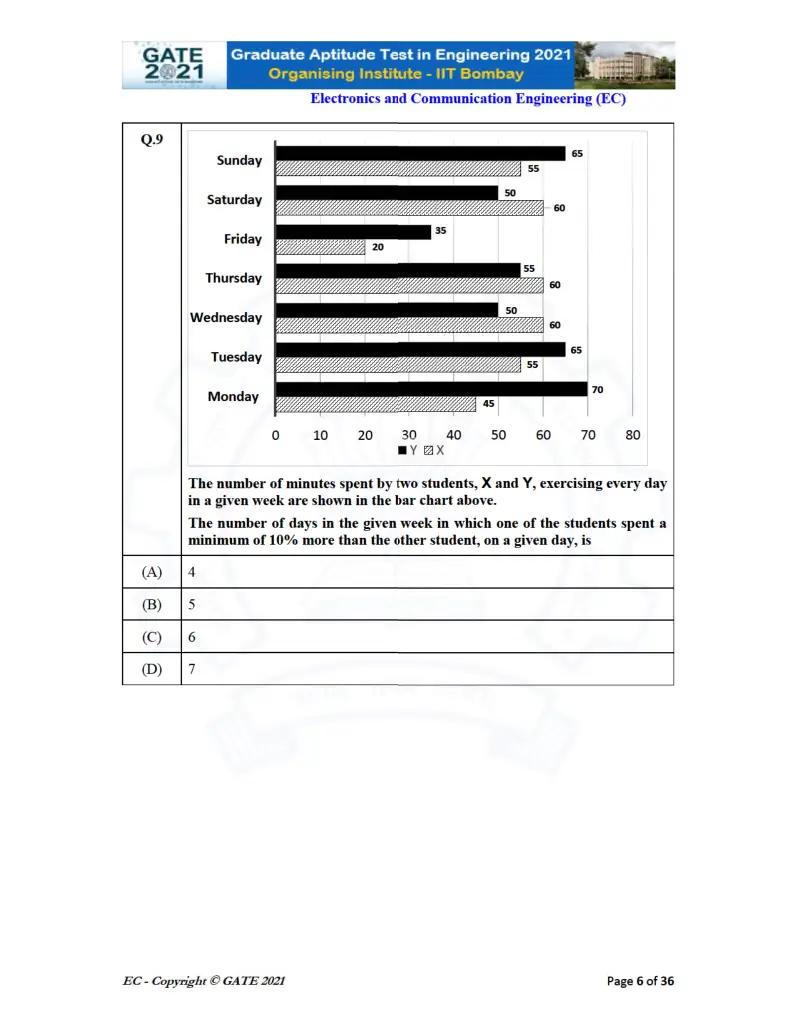 GATE
2021
Graduate Aptitude Test in Engineering 2021
Organising Institute - IIT Bombay
Electronics and Communication Engineering (EC)
Q.9
Sunday
65
55
Saturday
50
60
Friday
35
20
Thursday
55
60
Wednesday
50
60
Tuesday
65
55
Monday
70
45
0 10 20 30 40 50 60 70 80
Y X
The number of minutes spent by two students, X and Y, exercising every day
in a given week are shown in the bar chart above.
The number of days in the given week in which one of the students spent a
minimum of 10% more than the other student, on a given day, is
(A) 4
(B) 5
(C) 6
(D) 7
EC - Copyright © GATE 2021
Page 6 of 36